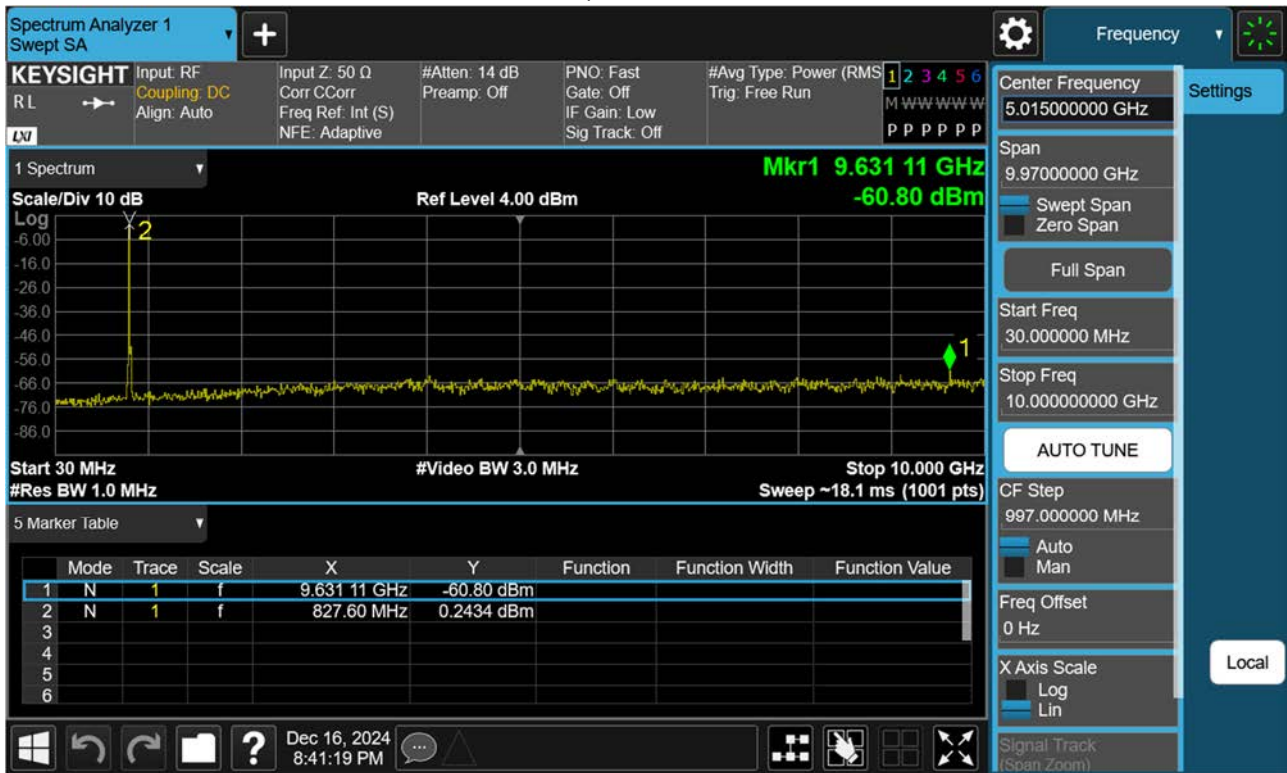 Spectrum Analyzer 1
Swept SA
+
Frequency
KEYSIGHT
RL
LXI
Input: RF
Coupling: DC
Align: Auto
Input Z: 50 Ω
Corr CCorr
Freq Ref: Int (S)
NFE: Adaptive
#Atten: 14 dB
Preamp: Off
PNO: Fast
Gate: Off
IF Gain: Low
Sig Track: Off
#Avg Type: Power (RMS
Trig: Free Run
1 2 3 4 5 6
M W W W W W
P P P P P P
1 Spectrum
Mkr1 9.631 11 GHz
-60.80 dBm
Scale/Div 10 dB
Ref Level 4.00 dBm
Log
-6.00
-16.0
-26.0
-36.0
-46.0
-56.0
-66.0
-76.0
-86.0
2
1
Start 30 MHz
#Video BW 3.0 MHz
Stop 10.000 GHz
#Res BW 1.0 MHz
Sweep ~18.1 ms (1001 pts)
5 Marker Table
Mode Trace Scale X Y Function Function Width Function Value
1 N 1 f 9.631 11 GHz -60.80 dBm
2 N 1 f 827.60 MHz 0.2434 dBm
3
4
5
6
?
Dec 16, 2024
8:41:19 PM
Center Frequency
5.015000000 GHz
Settings
Span
9.97000000 GHz
Swept Span
Zero Span
Full Span
Start Freq
30.000000 MHz
Stop Freq
10.000000000 GHz
AUTO TUNE
CF Step
997.000000 MHz
Auto
Man
Freq Offset
0 Hz
X Axis Scale
Log
Lin
Local
Signal Track
(Span Zoom)